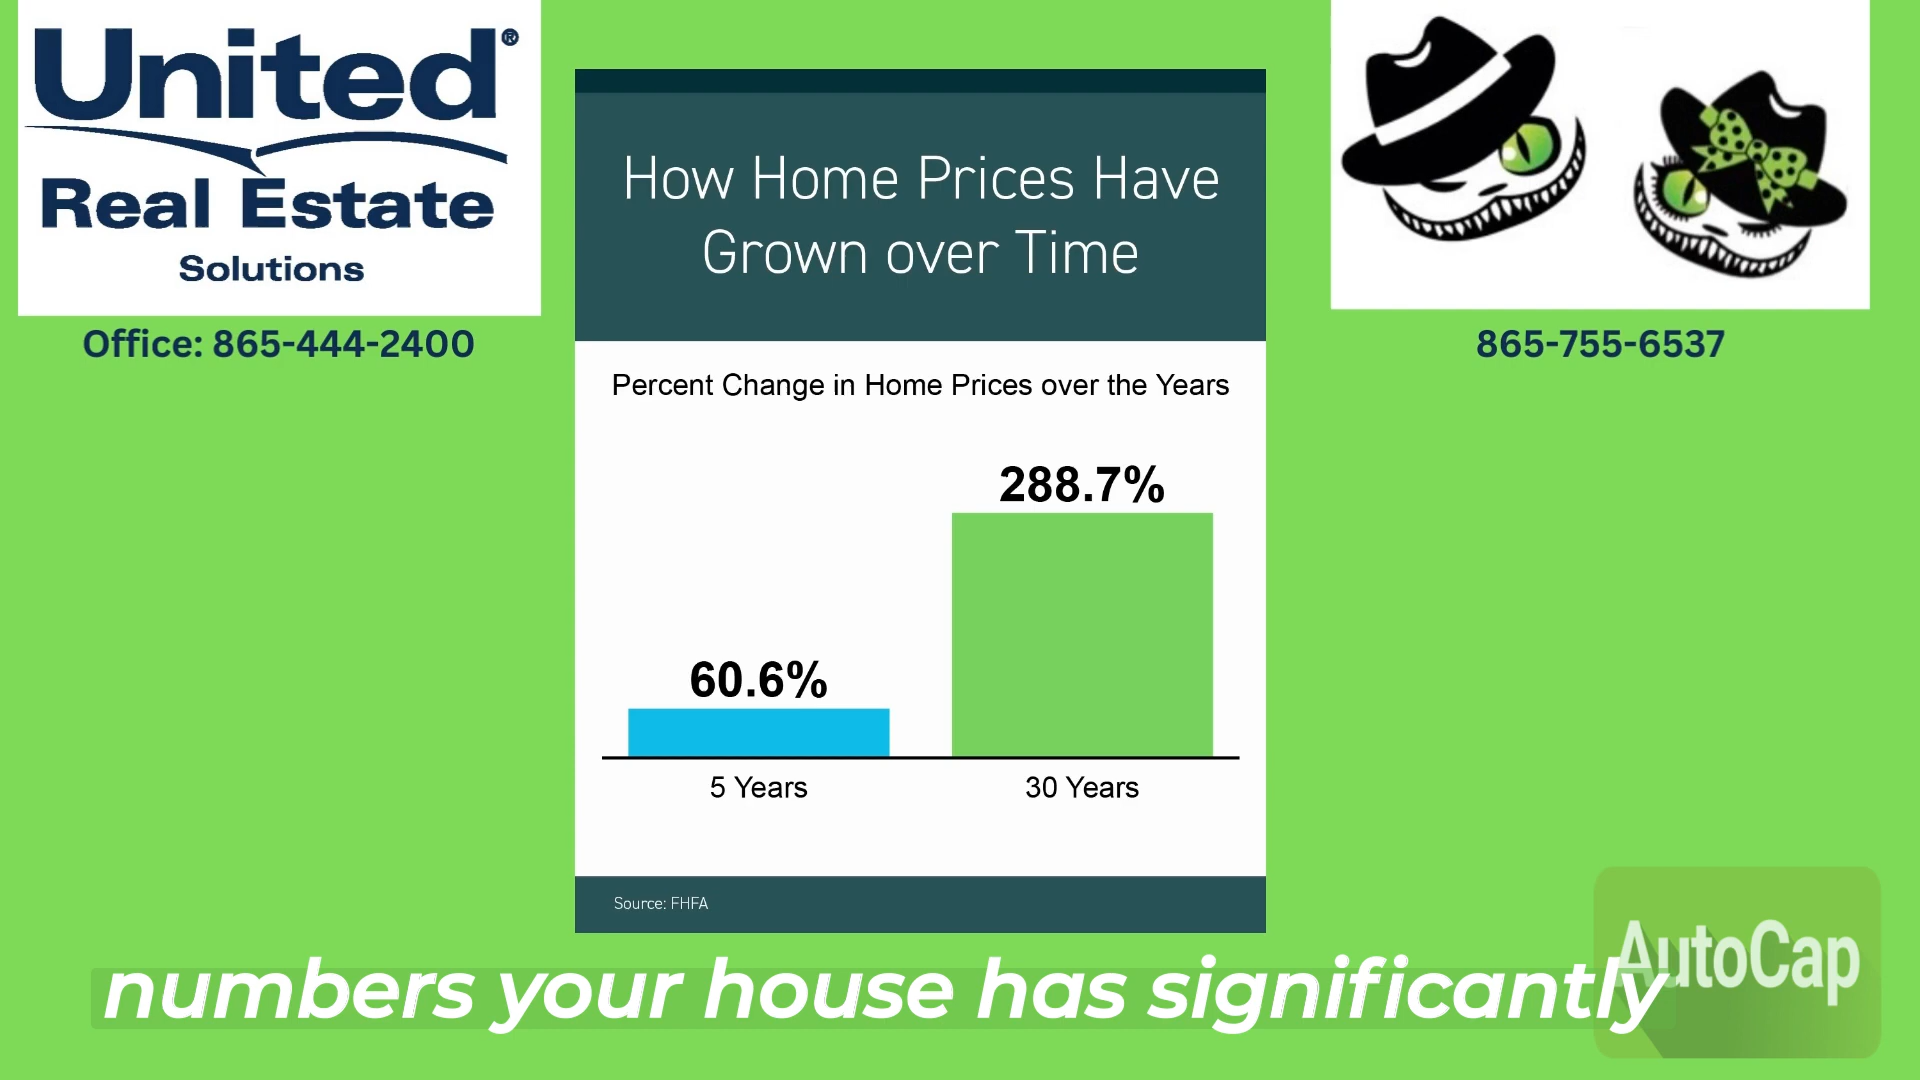 United®
Real Estate
Solutions
Office: 865-444-2400
How Home Prices Have
Grown over Time
Percent Change in Home Prices over the Years
288.7%
60.6%
5 Years
30 Years
Source: FHFA
865-755-6537
AutoCap
numbers your house has significantly